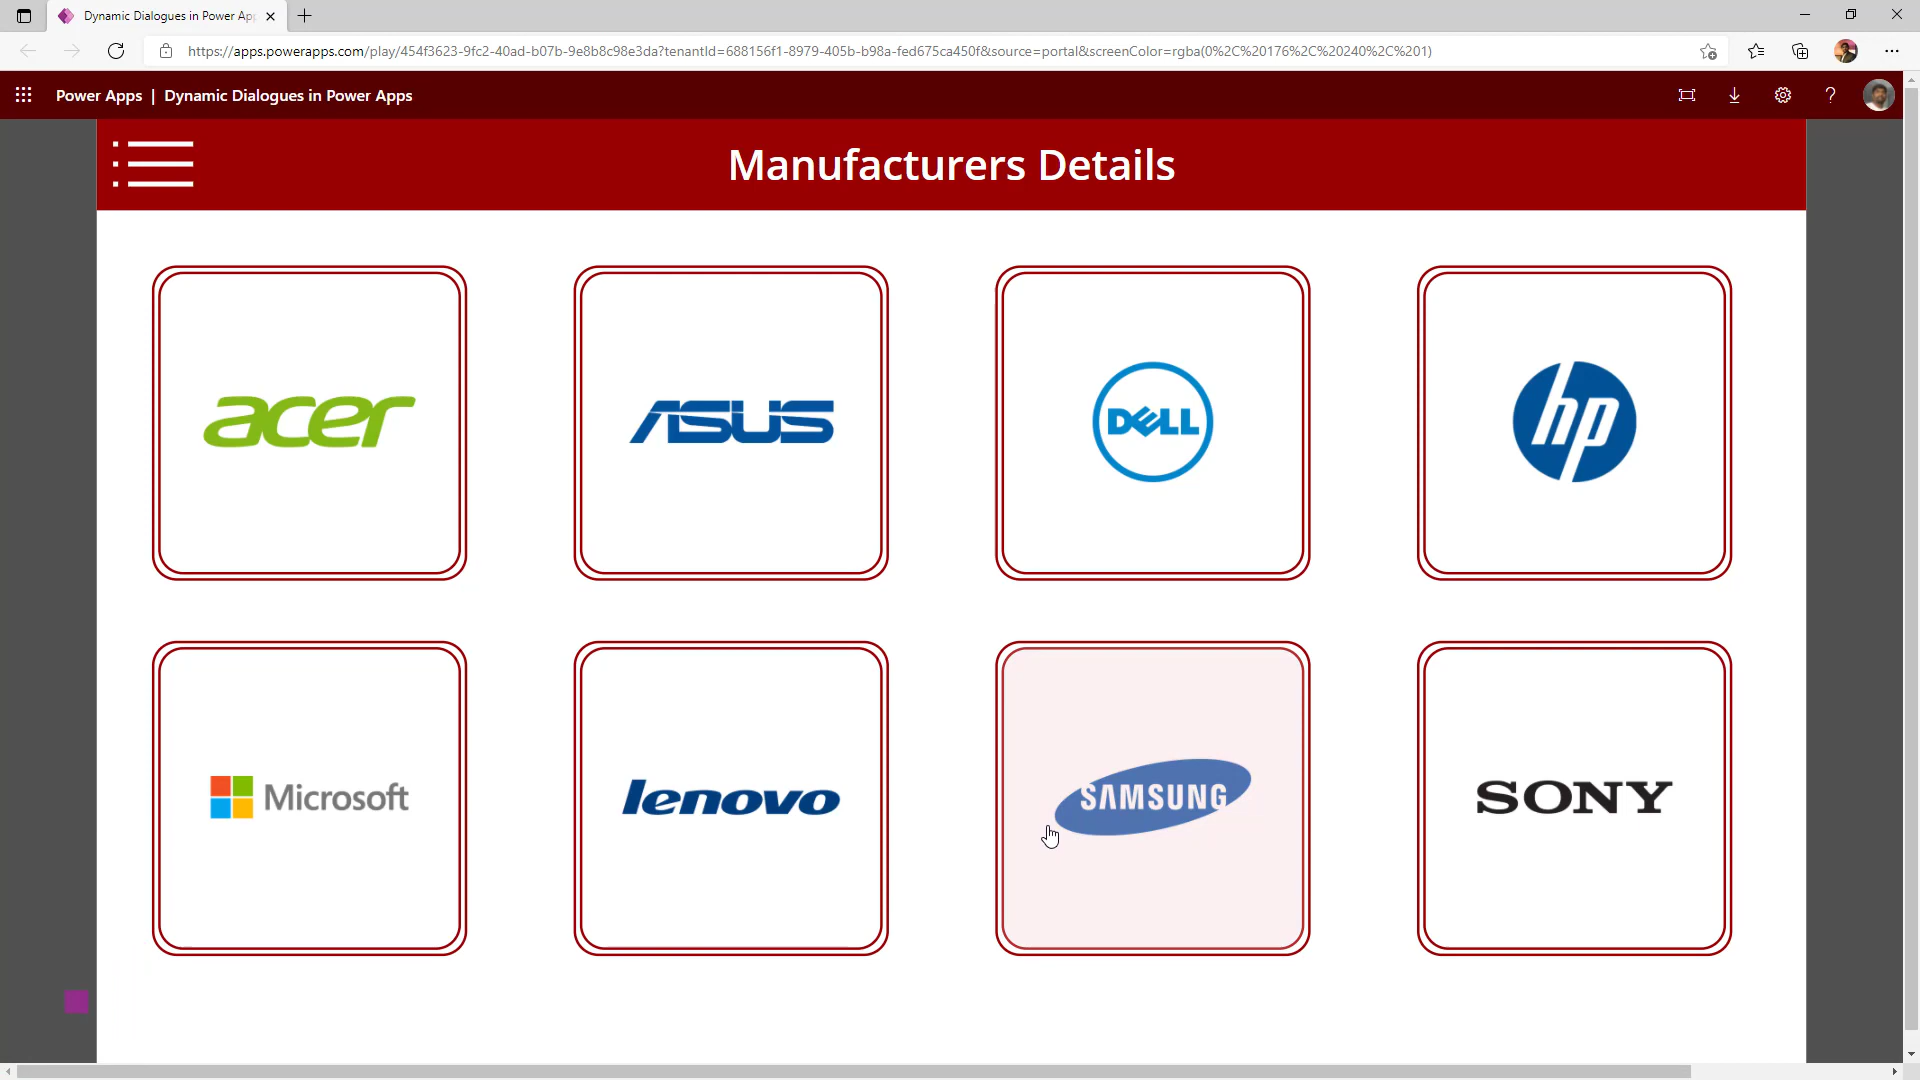 Dynamic Dialogues in Power App
https://apps.powerapps.com/play/454f3623-9fc2-40ad-b07b-9e8b8c98e3da?tenantId=688156f1-8979-405b-b98a-fed675ca450f&source=portal&screenColor=rgba(0%2C%20176%2C%20240%2C%201)
Power Apps | Dynamic Dialogues in Power Apps
Manufacturers Details
acer
ASUS
DELL
hp
Microsoft
lenovo
SAMSUNG
SONY